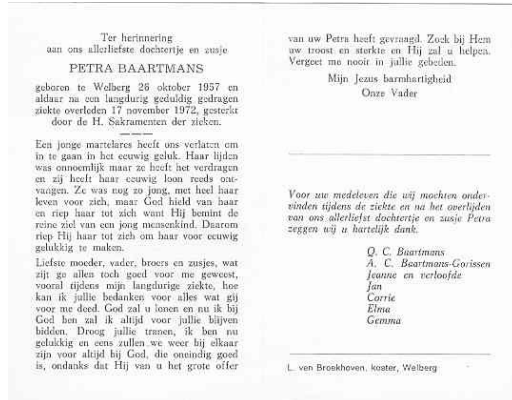 Ter herinnering
aan ons allerliefste dochtertje en zusje
PETRA BAARTMANS
geboren te Welberg 26 oktober 1957 en
aldaar na een langdurig geduldig gedragen
ziekte overleden 17 november 1972, gesterkt
door de H. Sakramenten der zieken.
Een jonge martelares heeft ons verlaten om
in te gaan in het eeuwig geluk. Haar lijden
was onnoemlijk maar ze heeft het verdragen
en zij heeft haar eeuwig loon reeds ont-
vangen. Ze was nog zo jong, met heel haar
leven voor zich, maar God hield van haar
en riep haar tot zich want Hij bemint de
reine ziel van een jong mensenkind. Daarom
riep Hij haar tot zich om haar voor eeuwig
gelukkig te maken.
Liefste moeder, vader, broers en zusjes, wat
zijt ge allen toch goed voor me geweest,
vooral tijdens mijn langdurige ziekte, hoe
kan ik jullie bedanken voor alles wat gij
voor me deed. God zal u lonen en nu ik bij
God ben zal ik altijd voor jullie blijven
bidden. Droog jullie tranen, ik ben nu
gelukkig en eens zullen we weer bij elkaar
zijn voor altijd bij God, die oneindig goed
is, ondanks dat Hij van u het grote offer
van uw Petra heeft gevraagd. Zoek bij Hem
uw troost en sterkte en Hij zal u helpen.
Vergeet me nooit in jullie gebeden.
Mijn Jezus barmhartigheid
Onze Vader
Voor uw medeleven die wij mochten onder-
vinden tijdens de ziekte en na het overlijden
van ons allerliefst dochtertje en zusje Petra
zeggen wij u hartelijk dank.
Q. C. Baartmans
A. C. Baartmans-Gorissen
Jeanne en verloofde
Jan
Corrie
Elma
Gemma
L. van Broekhoven, koster, Welberg